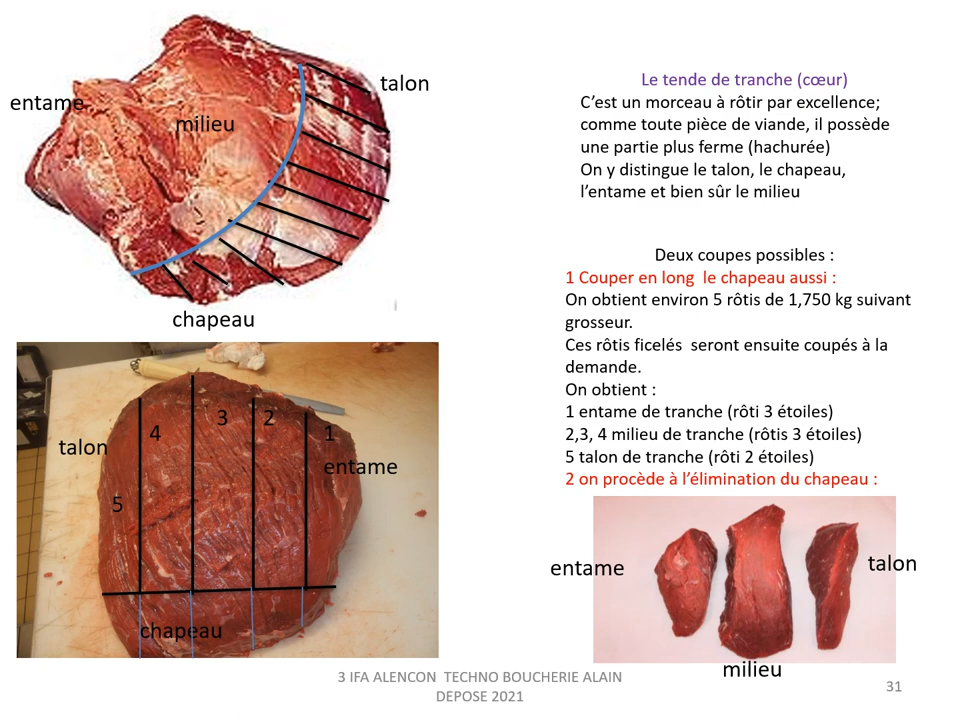 entame
milieu
talon
chapeau
Le tende de tranche (cœur)
C’est un morceau à rôtir par excellence;
comme toute pièce de viande, il possède
une partie plus ferme (hachurée)
On y distingue le talon, le chapeau,
l’entame et bien sûr le milieu
Deux coupes possibles :
1 Couper en long  le chapeau aussi :
On obtient environ 5 rôtis de 1,750 kg suivant
grosseur.
Ces rôtis ficelés  seront ensuite coupés à la
demande.
On obtient :
1 entame de tranche (rôti 3 étoiles)
2,3, 4 milieu de tranche (rôtis 3 étoiles)
5 talon de tranche (rôti 2 étoiles)
2 on procède à l’élimination du chapeau :
talon
5
4
3
2
1
entame
chapeau
entame
milieu
talon
3 IFA ALENCON  TECHNO BOUCHERIE ALAIN
DEPOSE 2021
31